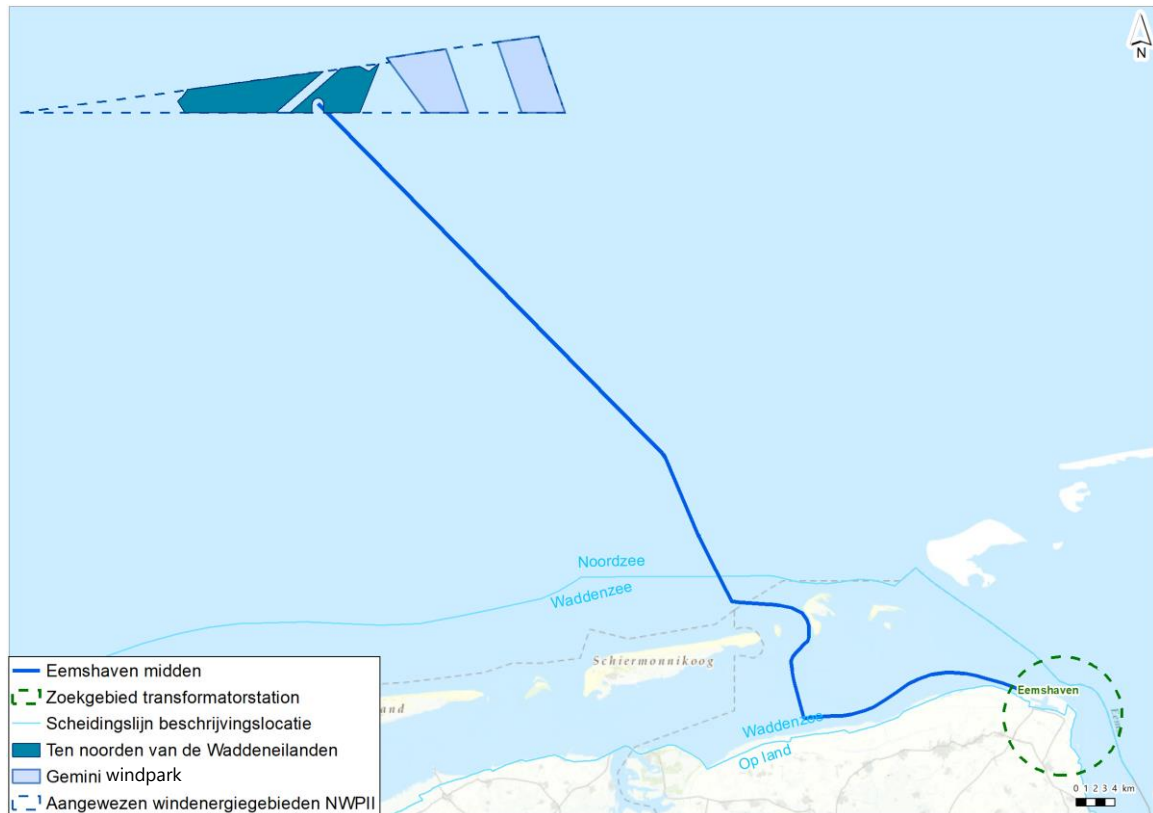 N
Noordzee
Waddenzee
Schiermonnikoog
land
Eemshaven
Waddenzee
Op land
0 1 2 3 4 km
Eemshaven midden
Zoekgebied transformatorstation
Scheidingslijn beschrijvingslocatie
Ten noorden van de Waddeneilanden
Gemini windpark
Aangewezen windenergiegebieden NWPII